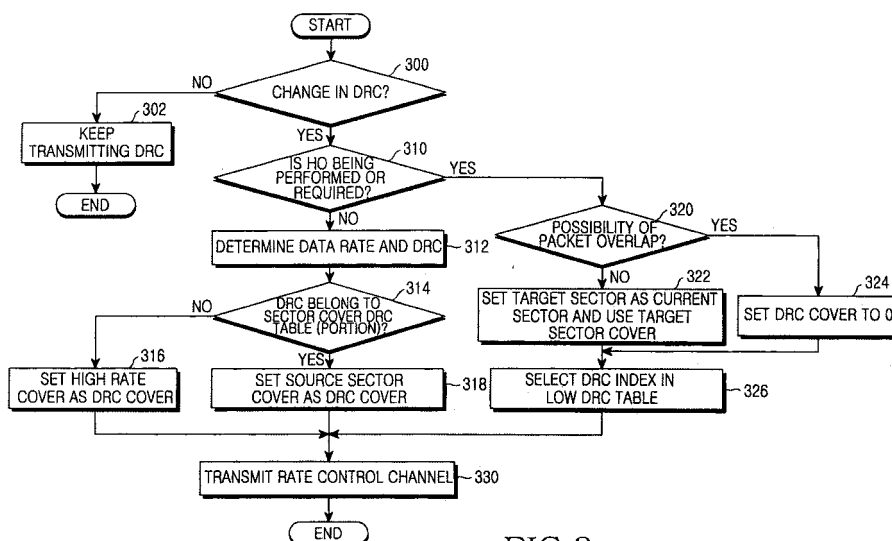 START
300
NO
CHANGE IN DRC?
302
KEEP
TRANSMITTING DRC
YES
310
END
IS HO BEING
PERFORMED OR
REQUIRED?
YES
NO
320
POSSIBILITY OF
PACKET OVERLAP?
YES
DETERMINE DATA RATE AND DRC
312
NO
322
324
314
NO
DRC BELONG TO
SECTOR COVER DRC
TABLE (PORTION)?
SET TARGET SECTOR AS CURRENT
SECTOR AND USE TARGET
SECTOR COVER
SET DRC COVER TO 0
316
YES
SET HIGH RATE
COVER AS DRC COVER
SET SOURCE SECTOR
COVER AS DRC COVER
318
SELECT DRC INDEX IN
LOW DRC TABLE
326
TRANSMIT RATE CONTROL CHANNEL
330
END